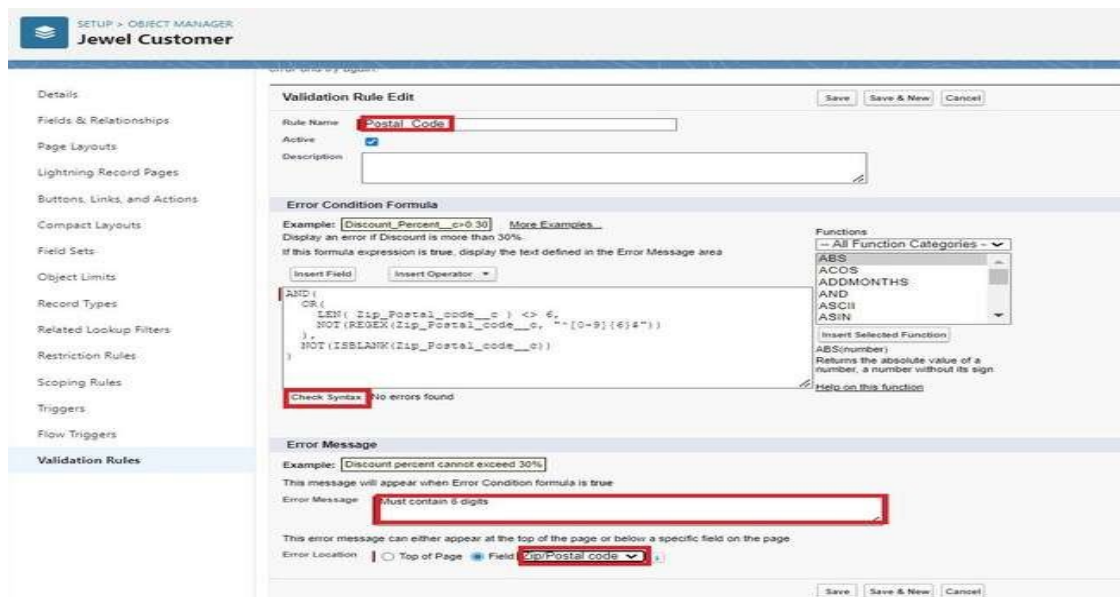 SETUP > OBJECT MANAGER
Jewel Customer
Details
Fields & Relationships
Page Layouts
Lightning Record Pages
Buttons, Links, and Actions
Compact Layouts
Field Sets
Object Limits
Record Types
Related Lookup Filters
Restriction Rules
Scoping Rules
Triggers
Flow Triggers
Validation Rules
error and try again.
Validation Rule Edit
Save Save & New Cancel
Rule Name Postal_Code
Active
Description
Error Condition Formula
Example: Discount_Percent__c>0.30 More Examples...
Display an error if Discount is more than 30%
If this formula expression is true, display the text defined in the Error Message area
Insert Field Insert Operator
AND(
OR(
LEN( Zip_Postal_code__c ) <> 6,
NOT(REGEX(Zip_Postal_code__c, "^[0-9]{6}$"))
),
NOT(ISBLANK(Zip_Postal_code__c))
)
Check Syntax No errors found
Functions
-- All Function Categories --
ABS
ACOS
ADDMONTHS
AND
ASCII
ASIN
Insert Selected Function
ABS(number)
Returns the absolute value of a
number, a number without its sign
Help on this function
Error Message
Example: Discount percent cannot exceed 30%
This message will appear when Error Condition formula is true
Error Message Must contain 6 digits
This error message can either appear at the top of the page or below a specific field on the page
Error Location Top of Page Field Zip/Postal code i
Save Save & New Cancel